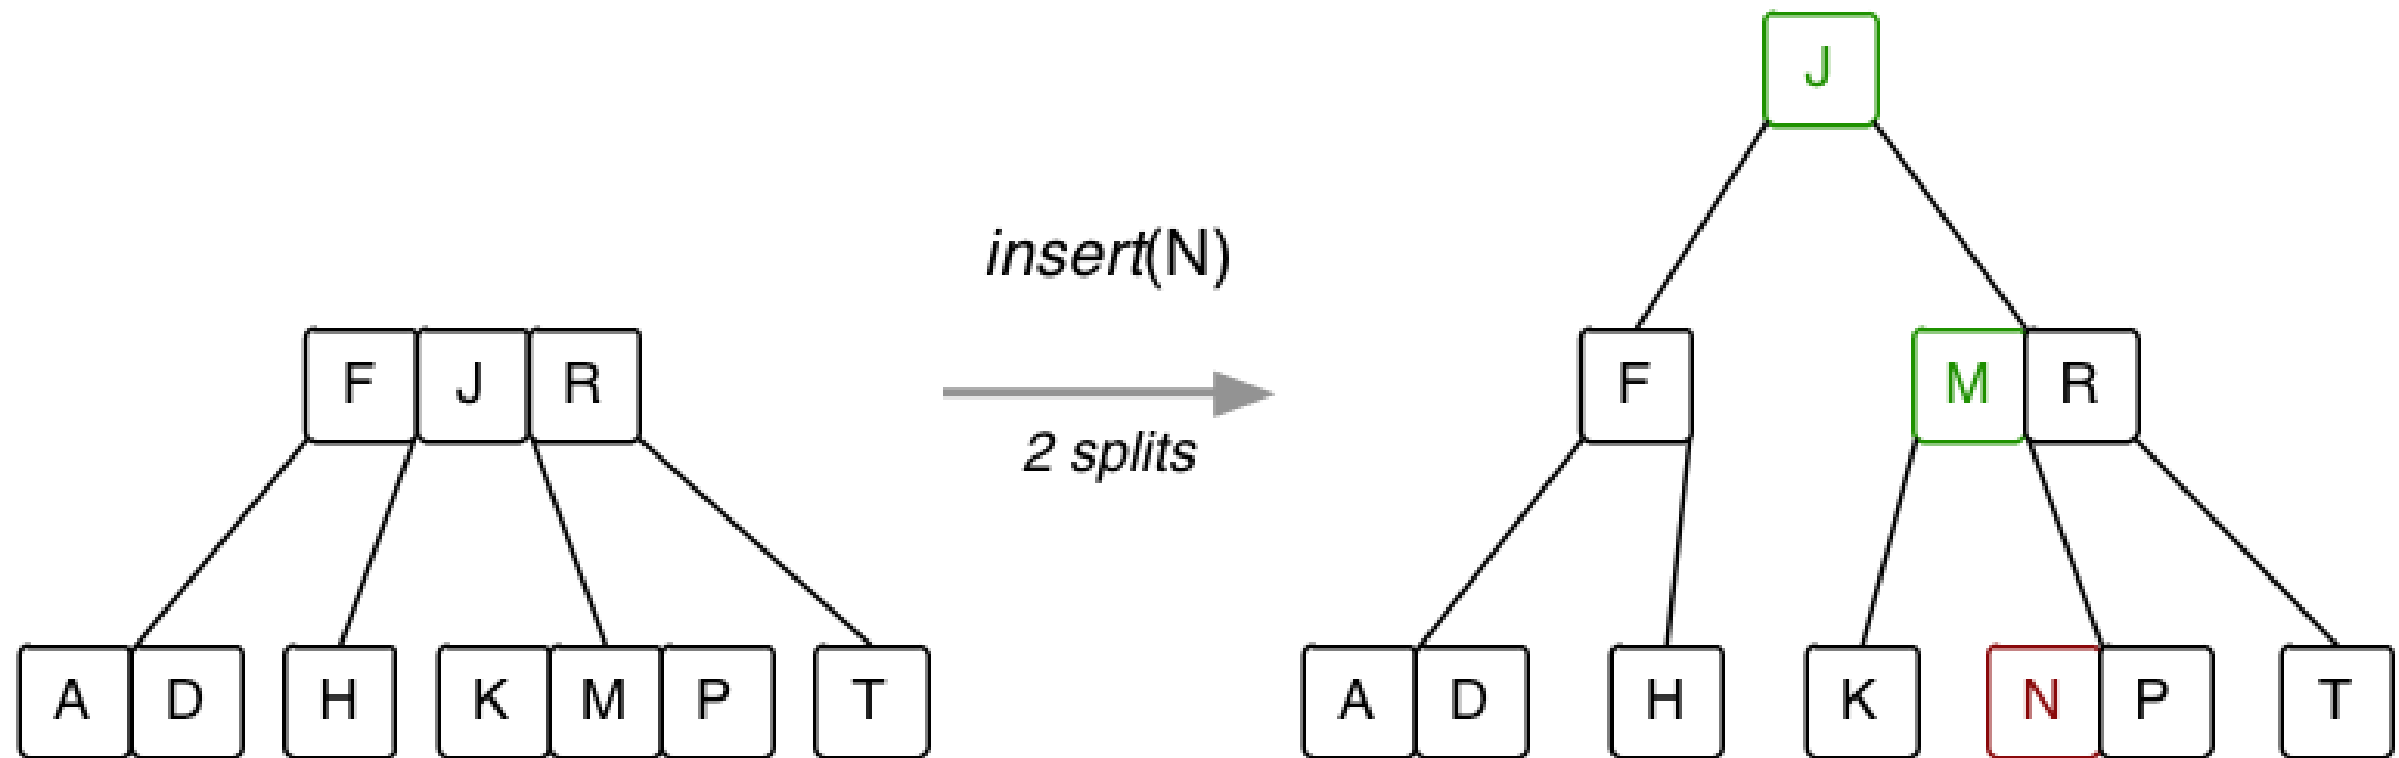 J
insert(N)
F J R
F
M R
2 splits
A D
H
K M P
T
A D
H
K
N P
T